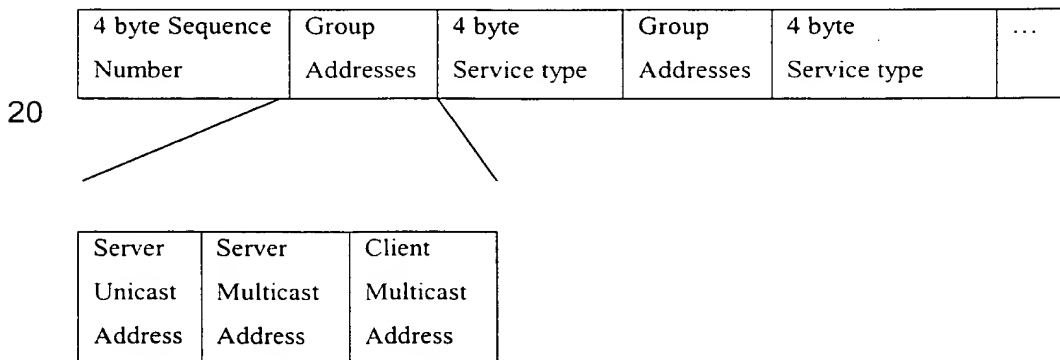 4 byte Sequence Group 4 byte Group 4 byte ...
Number Addresses Service type Addresses Service type
20
Server Server Client
Unicast Multicast Multicast
Address Address Address